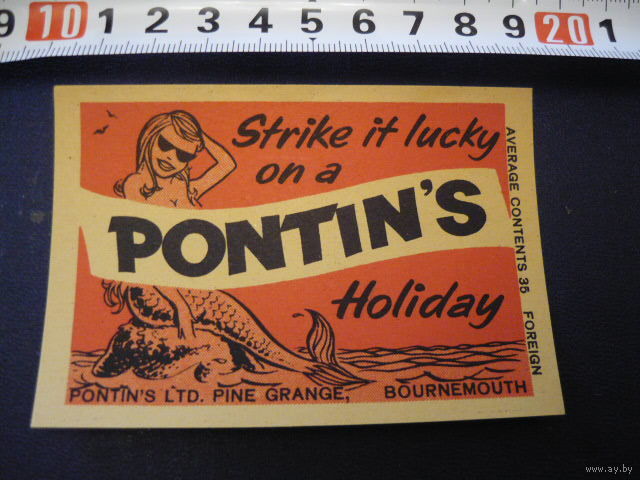 9 10 1 2 3 4 5 6 7 8 9 20 1
Strike it lucky
on a
PONTIN'S
Holiday
PONTIN'S LTD. PINE GRANGE, BOURNEMOUTH
AVERAGE CONTENTS 35 FOREIGN
www.ay.by